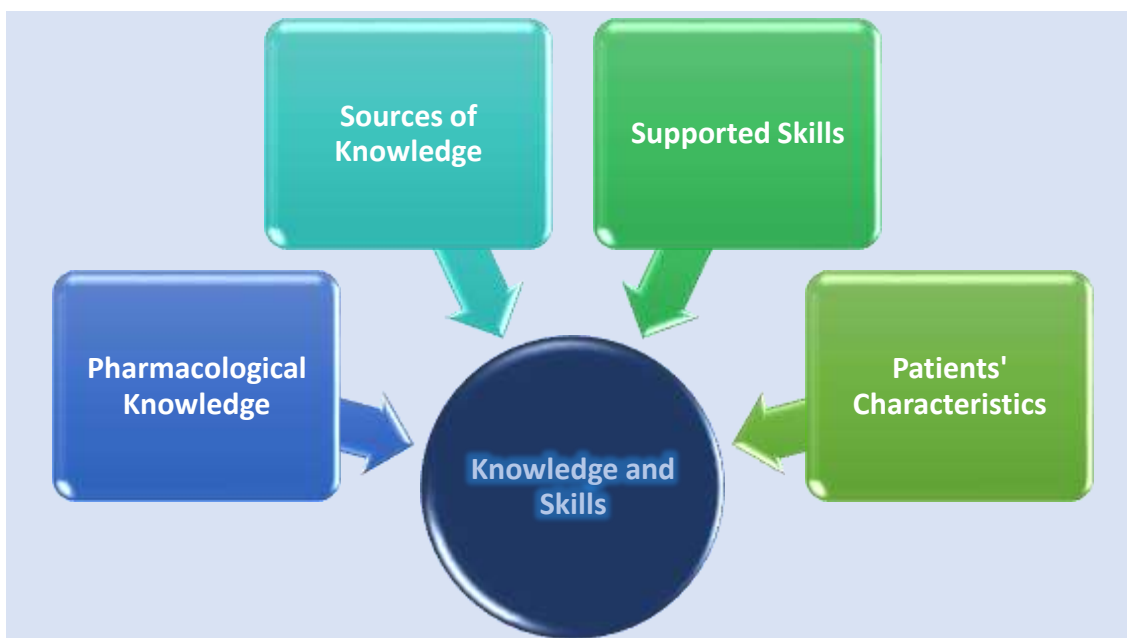 Sources of
Knowledge
Supported Skills
Pharmacological
Knowledge
Patients'
Characteristics
Knowledge and
Skills